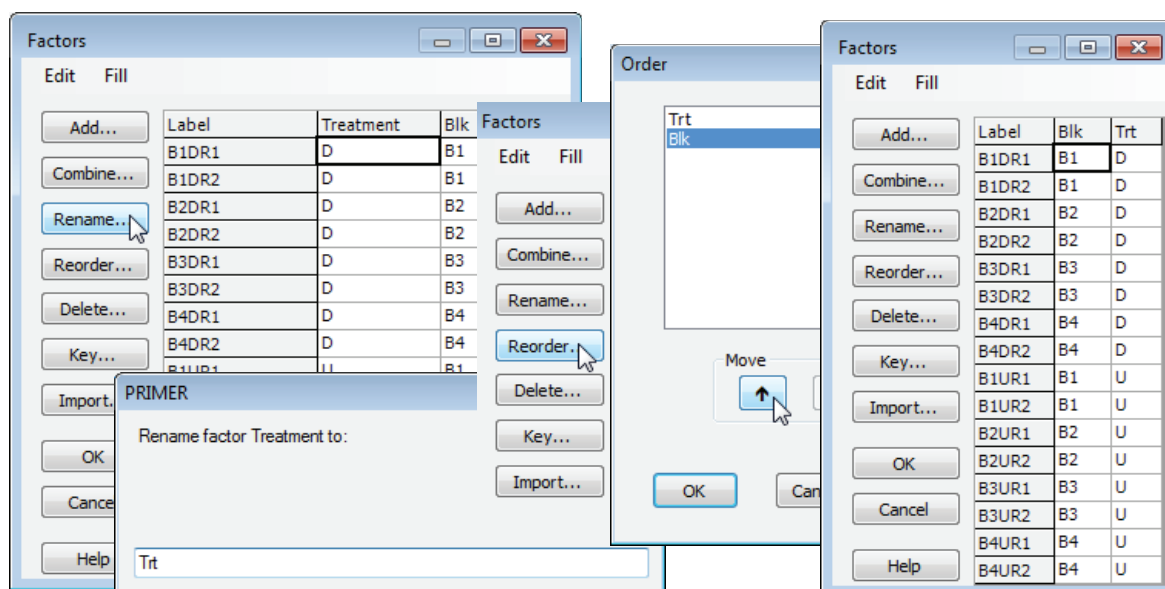 Factors
Edit Fill
Add...
Combine...
Rename...
Reorder...
Delete...
Key...
Import.
OK
Cance
Help
Label Treatment Blk
B1DR1 D B1
B1DR2 D B1
B2DR1 D B2
B2DR2 D B2
B3DR1 D B3
B3DR2 D B3
B4DR1 D B4
B4DR2 D B4
B1UR1 U B1
PRIMER
Rename factor Treatment to:
Trt
Factors
Edit Fill
Add...
Combine...
Rename...
Reorder...
Delete...
Key...
Import...
Order
Trt
Blk
Move
OK
Can
Factors
Edit Fill
Add...
Combine...
Rename...
Reorder...
Delete...
Key...
Import...
OK
Cancel
Help
Label Blk Trt
B1DR1 B1 D
B1DR2 B1 D
B2DR1 B2 D
B2DR2 B2 D
B3DR1 B3 D
B3DR2 B3 D
B4DR1 B4 D
B4DR2 B4 D
B1UR1 B1 U
B1UR2 B1 U
B2UR1 B2 U
B2UR2 B2 U
B3UR1 B3 U
B3UR2 B3 U
B4UR1 B4 U
B4UR2 B4 U